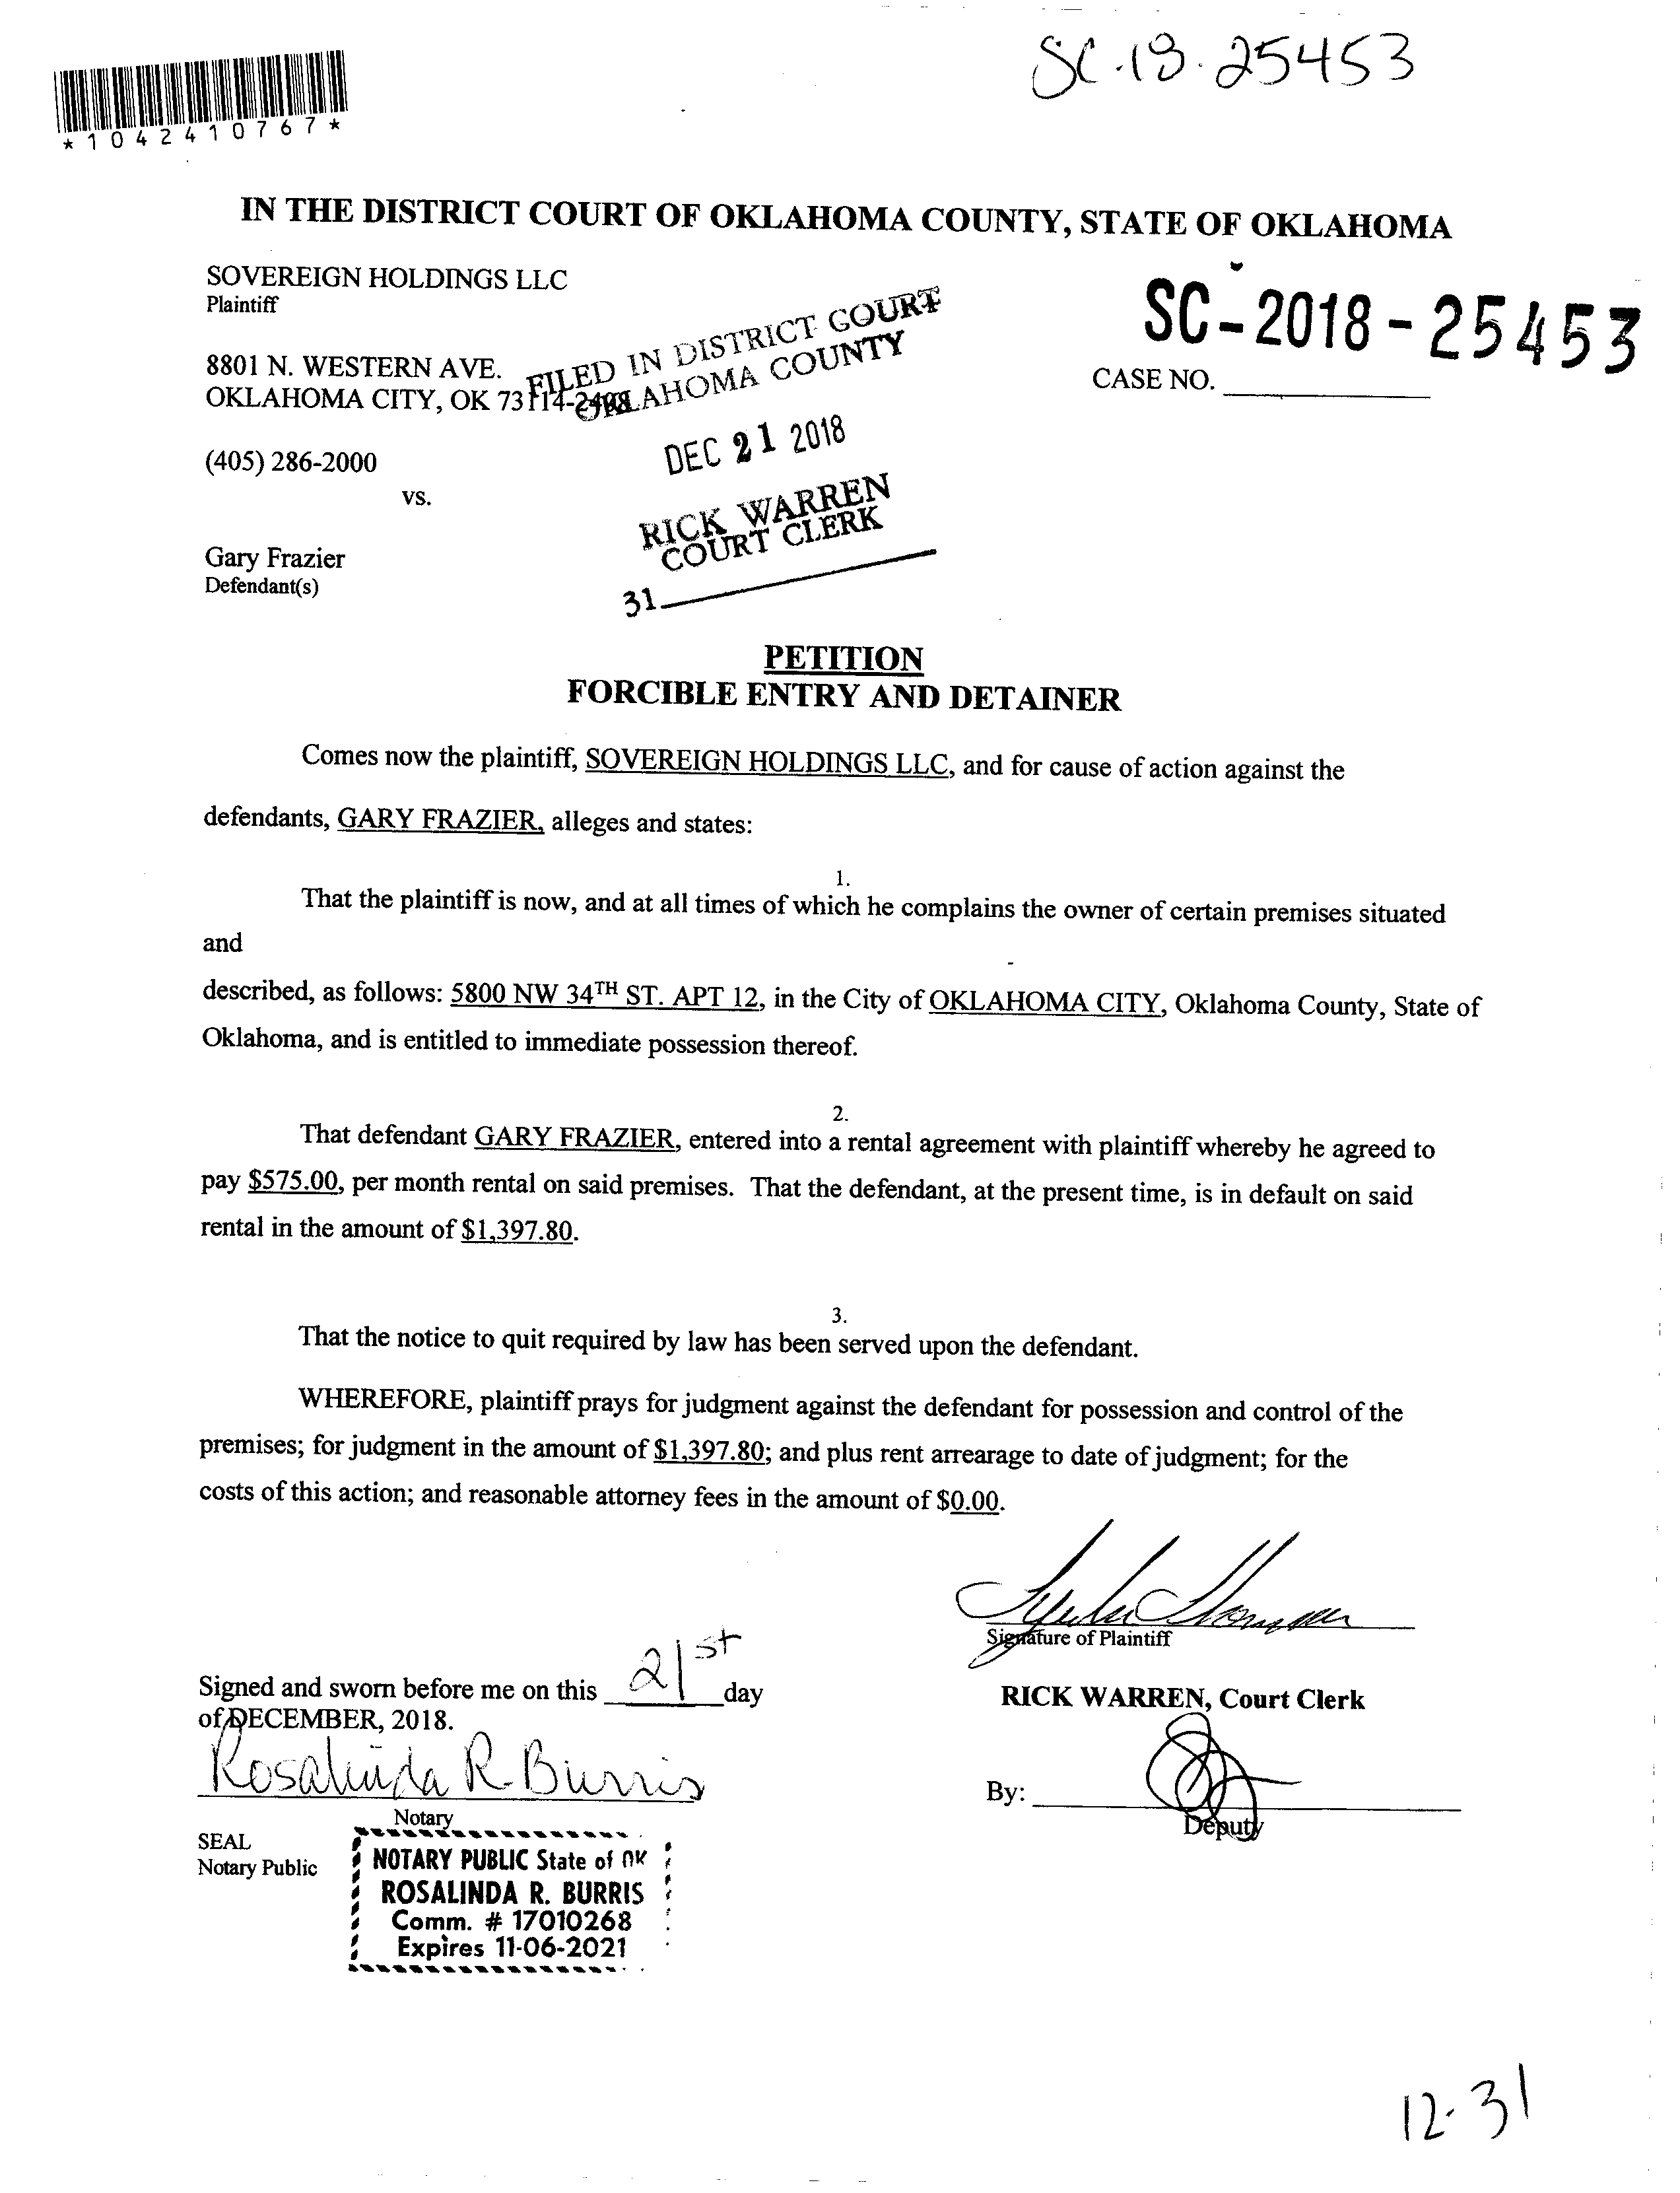 SC.18.25453
*1042410767*
IN THE DISTRICT COURT OF OKLAHOMA COUNTY, STATE OF OKLAHOMA
SOVEREIGN HOLDINGS LLC
Plaintiff
SC-2018-25453
8801 N. WESTERN AVE.
OKLAHOMA CITY, OK 73114-2408
CASE NO.
FILED IN DISTRICT COURT
OKLAHOMA COUNTY
DEC 21 2018
RICK WARREN
COURT CLERK
31
(405) 286-2000
vs.
Gary Frazier
Defendant(s)
PETITION
FORCIBLE ENTRY AND DETAINER
Comes now the plaintiff, SOVEREIGN HOLDINGS LLC, and for cause of action against the
defendants, GARY FRAZIER, alleges and states:
1.
That the plaintiff is now, and at all times of which he complains the owner of certain premises situated
and
described, as follows: 5800 NW 34TH ST. APT 12, in the City of OKLAHOMA CITY, Oklahoma County, State of
Oklahoma, and is entitled to immediate possession thereof.
2.
That defendant GARY FRAZIER, entered into a rental agreement with plaintiff whereby he agreed to
pay $575.00, per month rental on said premises. That the defendant, at the present time, is in default on said
rental in the amount of $1,397.80.
3.
That the notice to quit required by law has been served upon the defendant.
WHEREFORE, plaintiff prays for judgment against the defendant for possession and control of the
premises; for judgment in the amount of $1,397.80; and plus rent arrearage to date of judgment; for the
costs of this action; and reasonable attorney fees in the amount of $0.00.
Signature of Plaintiff
Signed and sworn before me on this 21st day
of DECEMBER, 2018.
RICK WARREN, Court Clerk
Rosalinda R Burris
Notary
By:
Deputy
SEAL
Notary Public
NOTARY PUBLIC State of OK
ROSALINDA R. BURRIS
Comm. # 17010268
Expires 11-06-2021
12-31